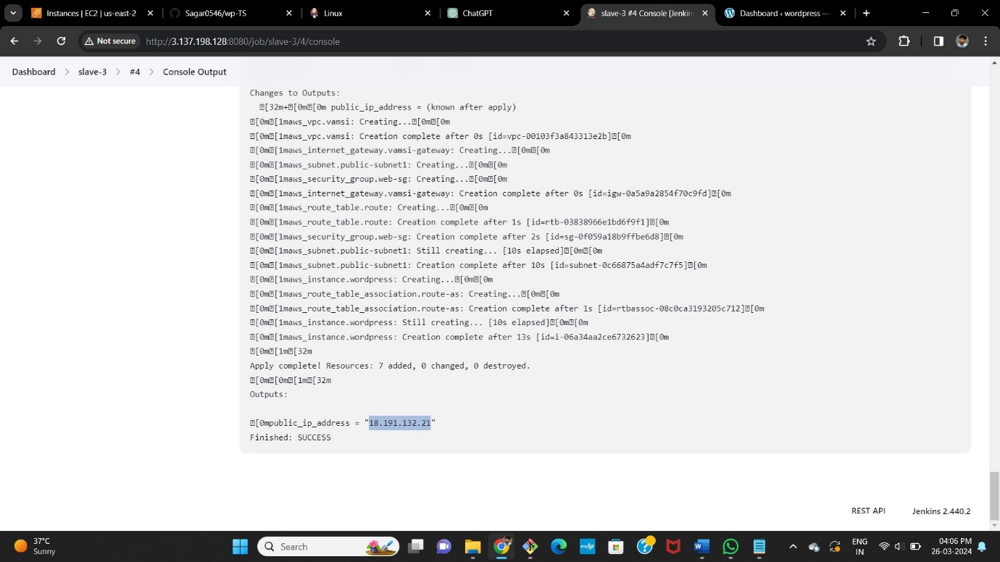 Instances | EC2 | us-east-2
Sagar0546/wp-TS
Linux
ChatGPT
slave-3 #4 Console [Jenkin
Dashboard ‹ wordpress —
Not secure
http://3.137.198.128:8080/job/slave-3/4/console
Dashboard > slave-3 > #4 > Console Output
Changes to Outputs:
[32m+[0m[0m public_ip_address = (known after apply)
[0m[1maws_vpc.vamsi: Creating...[0m[0m
[0m[1maws_vpc.vamsi: Creation complete after 0s [id=vpc-00103f3a843313e2b][0m
[0m[1maws_internet_gateway.vamsi-gateway: Creating...[0m[0m
[0m[1maws_subnet.public-subnet1: Creating...[0m[0m
[0m[1maws_security_group.web-sg: Creating...[0m[0m
[0m[1maws_internet_gateway.vamsi-gateway: Creation complete after 0s [id=igw-0a5a9a2854f70c9fd][0m
[0m[1maws_route_table.route: Creating...[0m[0m
[0m[1maws_route_table.route: Creation complete after 1s [id=rtb-03838966e1bd6f9f1][0m
[0m[1maws_security_group.web-sg: Creation complete after 2s [id=sg-0f059a18b9ffbe6d8][0m
[0m[1maws_subnet.public-subnet1: Still creating... [10s elapsed][0m[0m
[0m[1maws_subnet.public-subnet1: Creation complete after 10s [id=subnet-0c66875a4adf7c7f5][0m
[0m[1maws_instance.wordpress: Creating...[0m[0m
[0m[1maws_route_table_association.route-as: Creating...[0m[0m
[0m[1maws_route_table_association.route-as: Creation complete after 1s [id=rtbassoc-08c0ca3193205c712][0m
[0m[1maws_instance.wordpress: Still creating... [10s elapsed][0m[0m
[0m[1maws_instance.wordpress: Creation complete after 13s [id=i-06a34aa2ce6732623][0m
[0m[1m[32m
Apply complete! Resources: 7 added, 0 changed, 0 destroyed.
[0m[0m[1m[32m
Outputs:
[0mpublic_ip_address = "18.191.132.21"
Finished: SUCCESS
REST API
Jenkins 2.440.2
37°C
Sunny
Search
ENG
IN
04:06 PM
26-03-2024